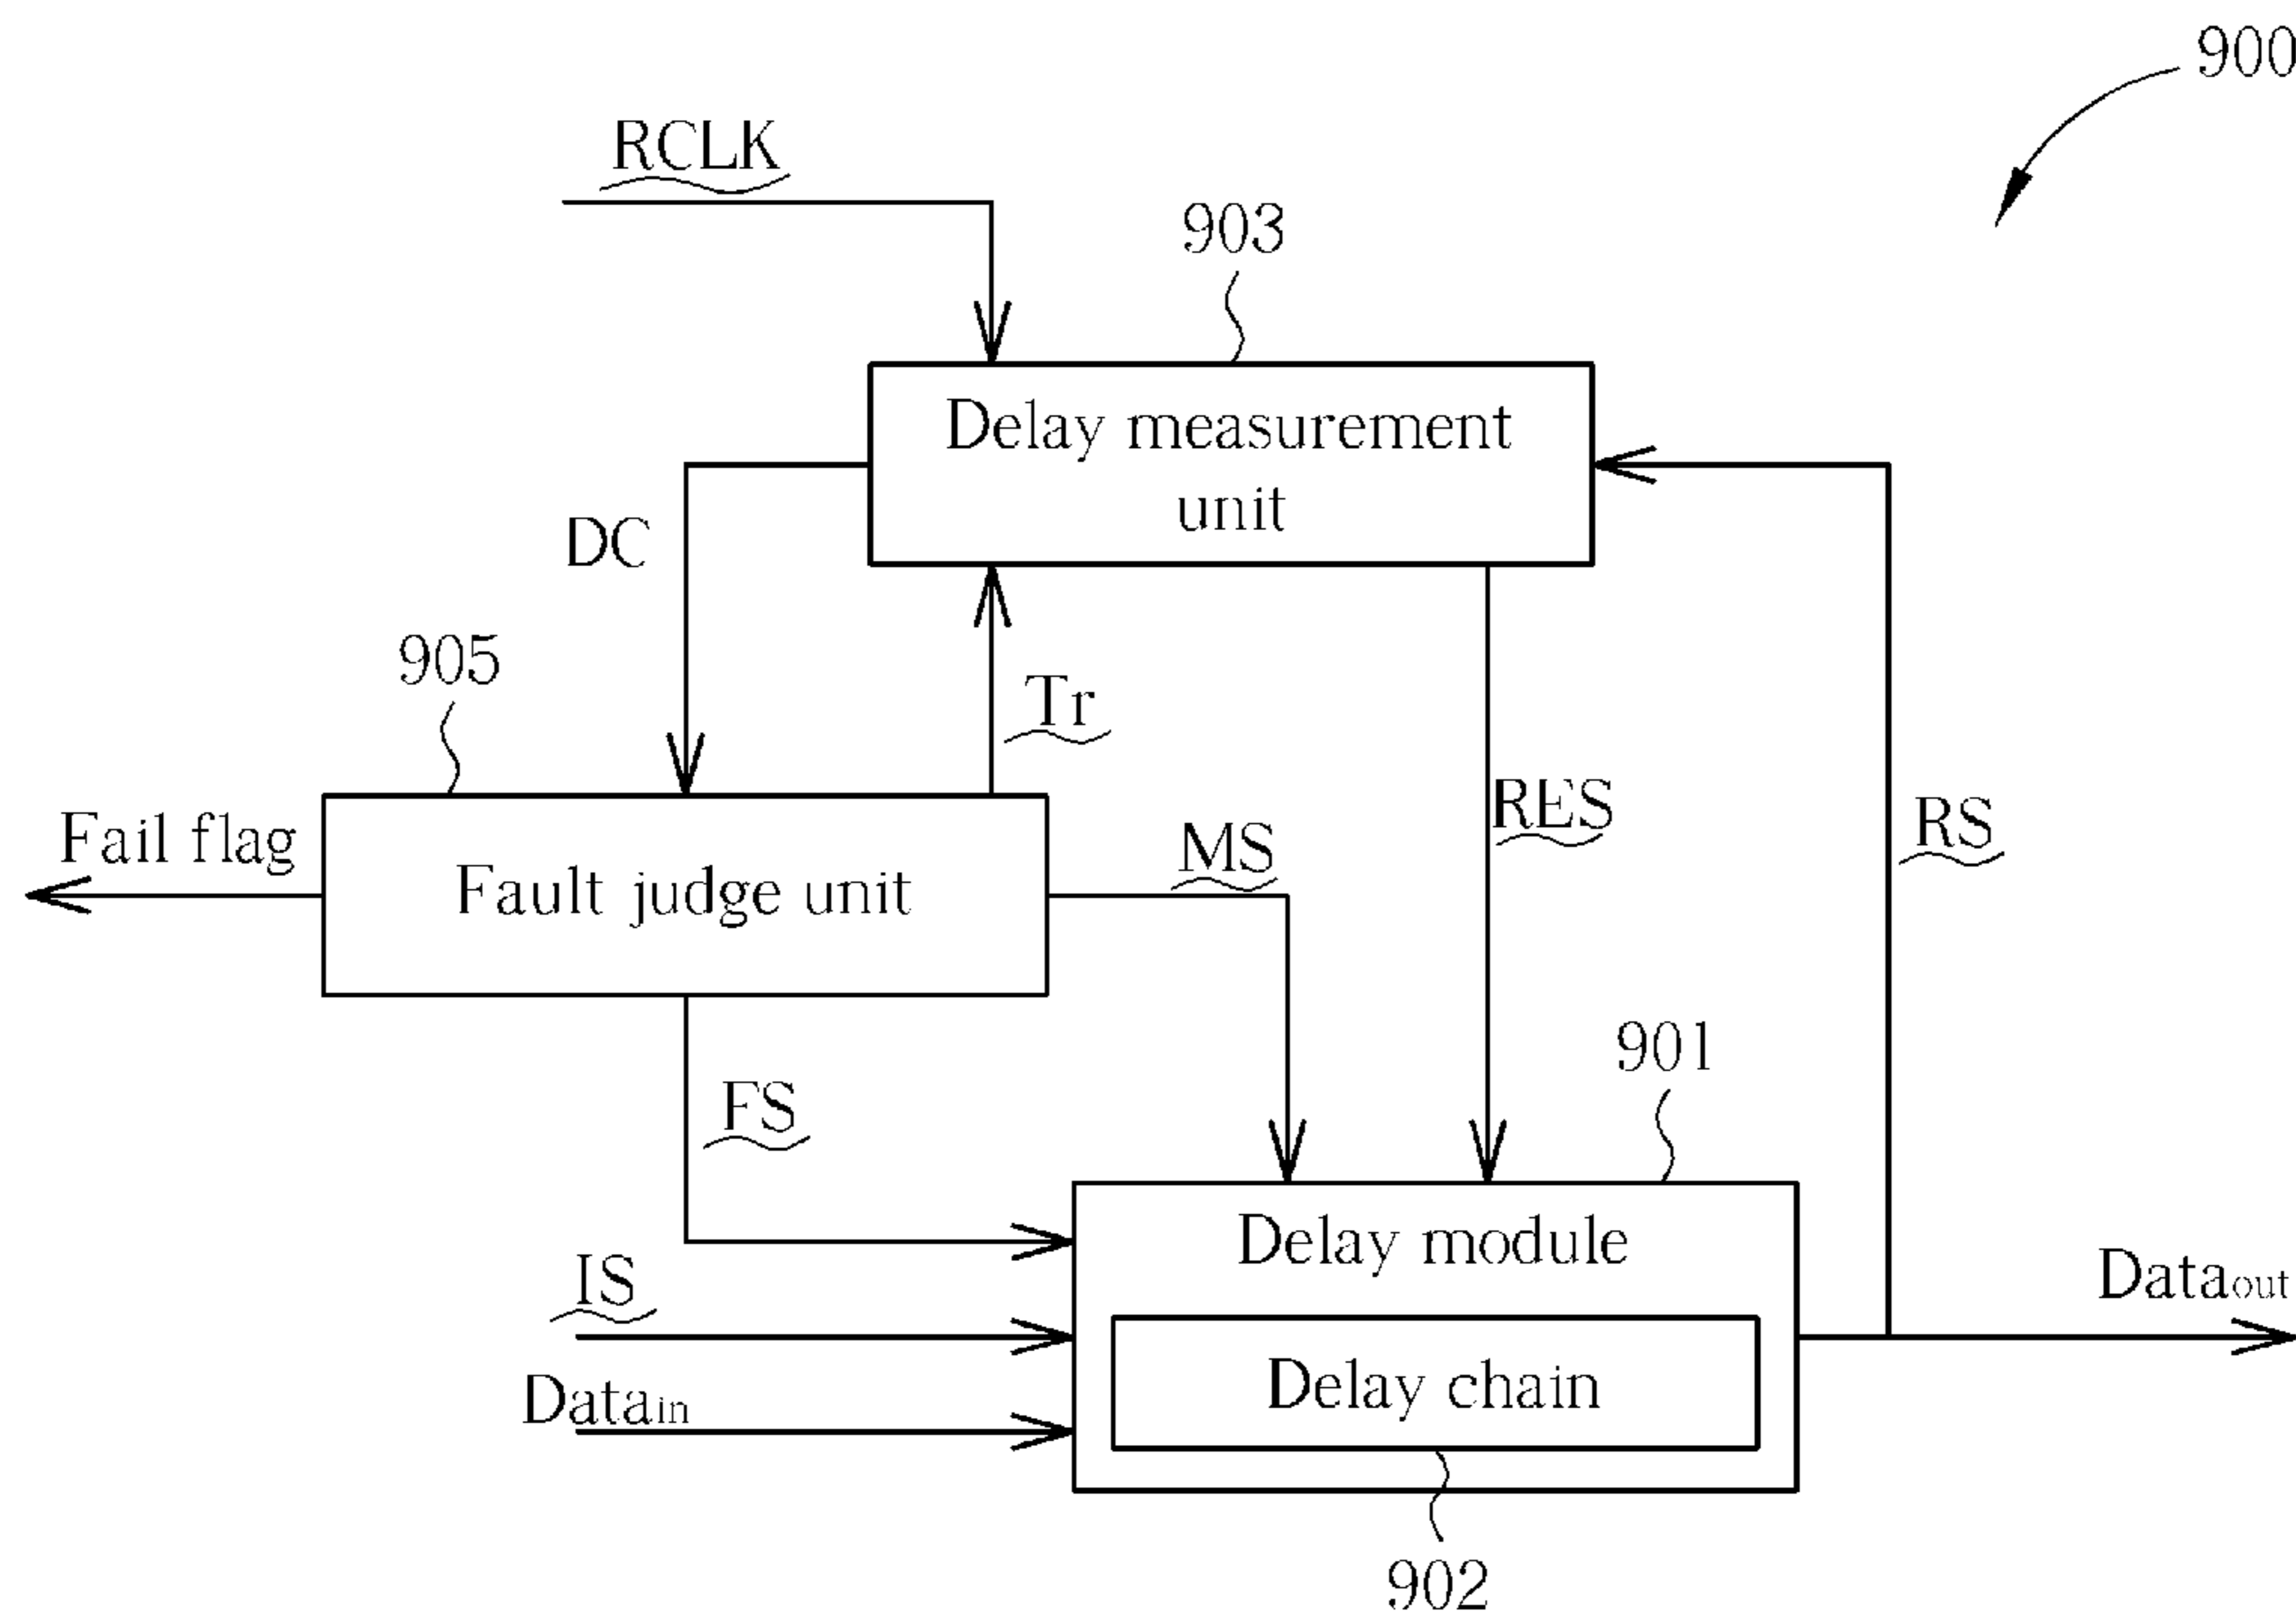 900
RCLK
903
Delay measurement
unit
DC
905
Tr
RES
RS
Fail flag
MS
Fault judge unit
901
FS
Delay module
IS
Dataout
Delay chain
Datain
902